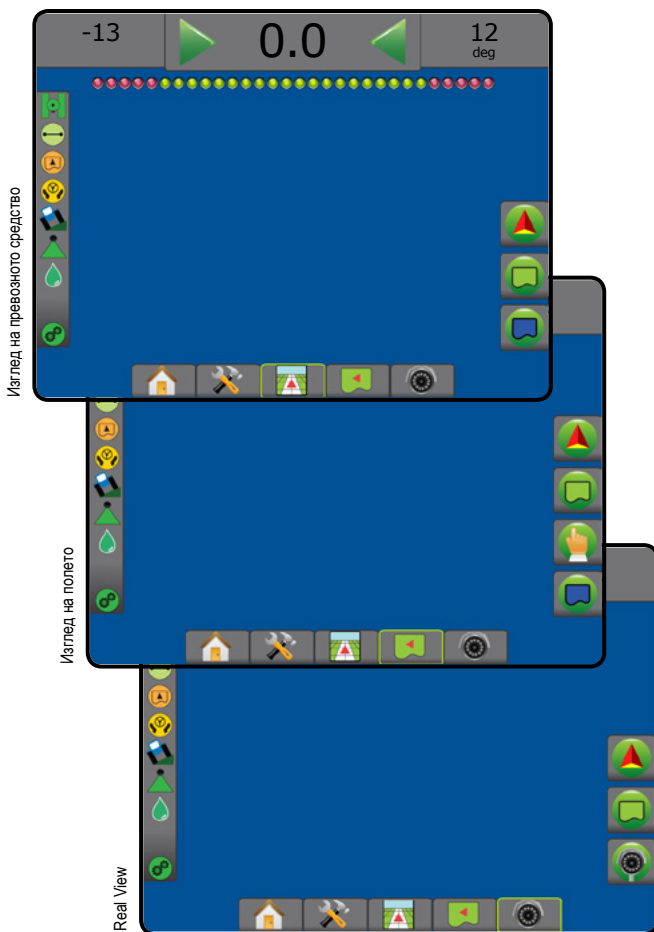 -13
0.0
12
deg
Изглед на превозното средство
Изглед на полето
Real View